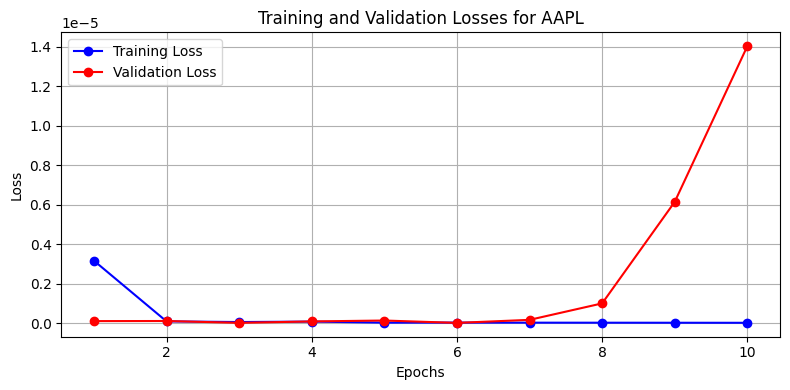 Training and Validation Losses for AAPL
1e−5
Training Loss
Validation Loss
1.4
1.2
1.0
0.8
0.6
0.4
0.2
0.0
Loss
2
4
6
8
10
Epochs